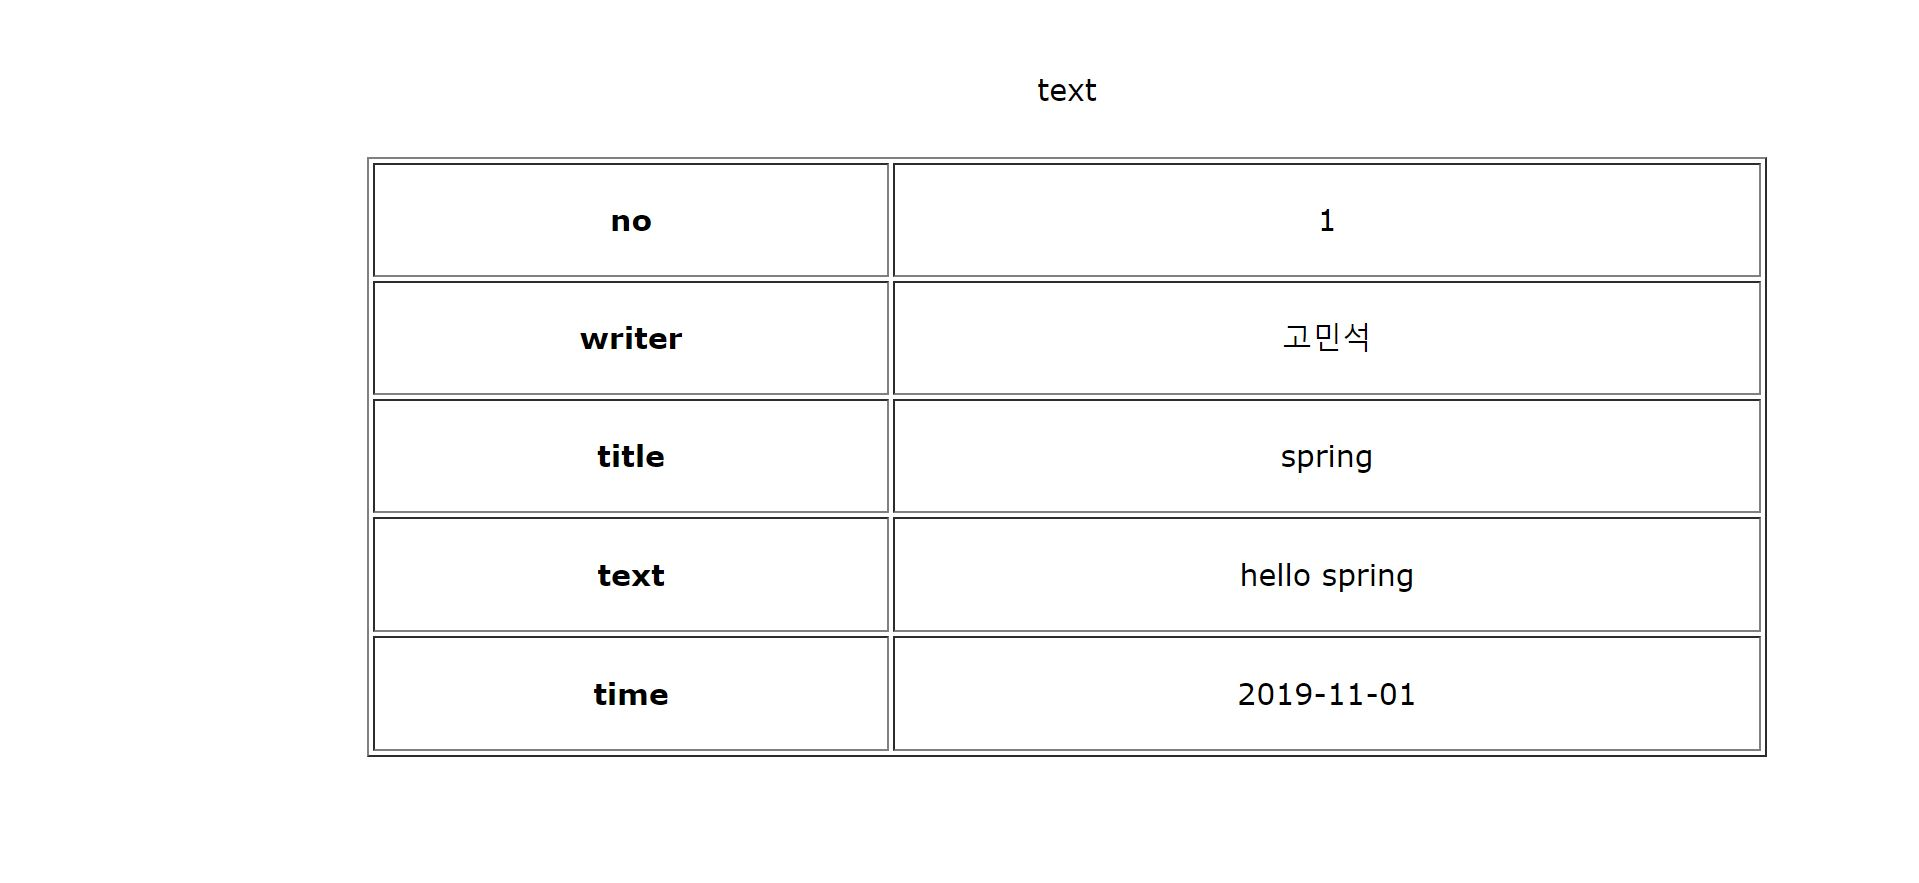 text
no 1
writer 고민석
title spring
text hello spring
time 2019-11-01